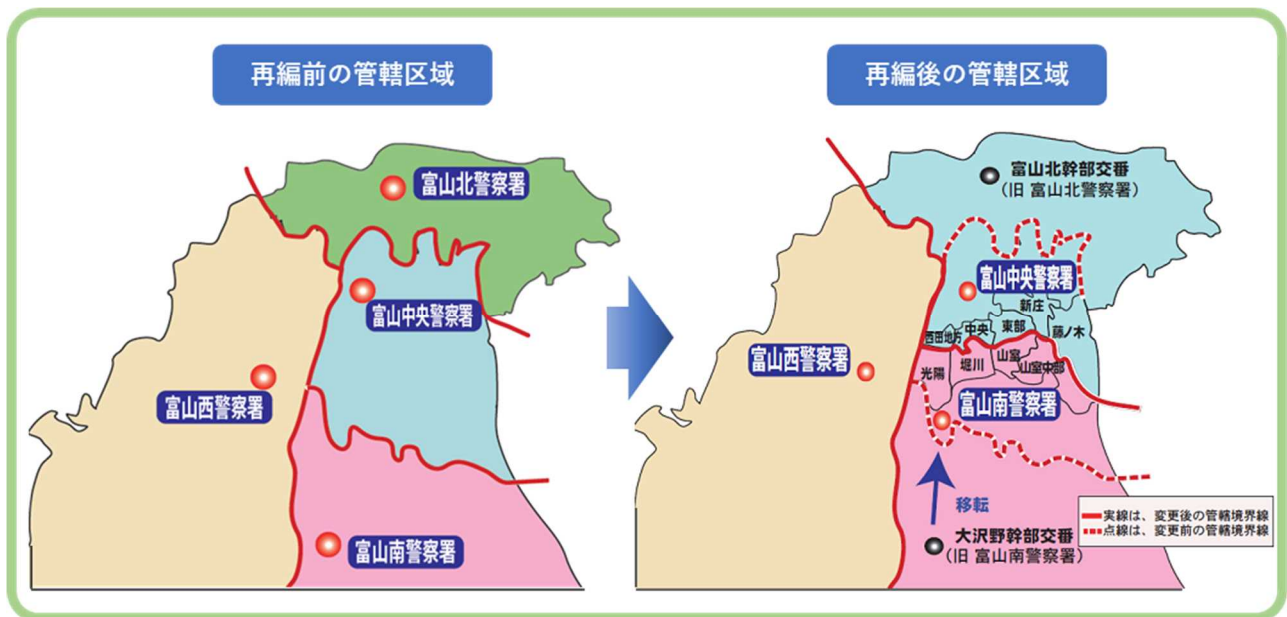 再編前の管轄区域
富山北警察署
富山中央警察署
富山西警察署
富山南警察署
再編後の管轄区域
富山北幹部交番
(旧 富山北警察署)
富山中央警察署
新庄
西田地方
中央
東部
藤ノ木
富山西警察署
光陽
堀川
山室
山室中部
富山南警察署
移転
大沢野幹部交番
(旧 富山南警察署)
実線は、変更後の管轄境界線
点線は、変更前の管轄境界線